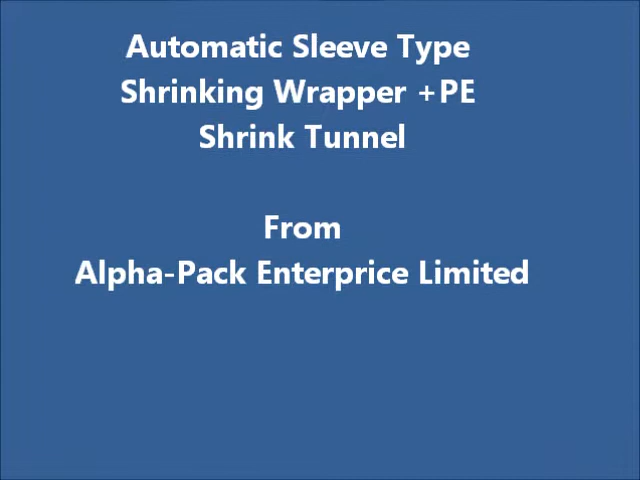 Automatic Sleeve Type
Shrinking Wrapper +PE
Shrink Tunnel
From
Alpha-Pack Enterprice Limited